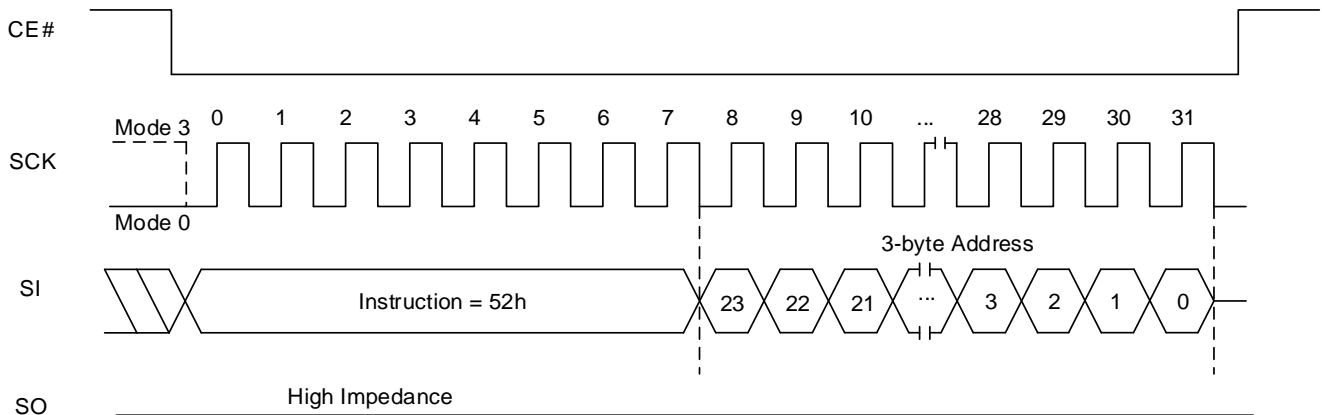 CE#
Mode 3
0 1 2 3 4 5 6 7 8 9 10 ... 28 29 30 31
SCK
Mode 0
3-byte Address
SI
Instruction = 52h
23 22 21 ... 3 2 1 0
High Impedance
SO